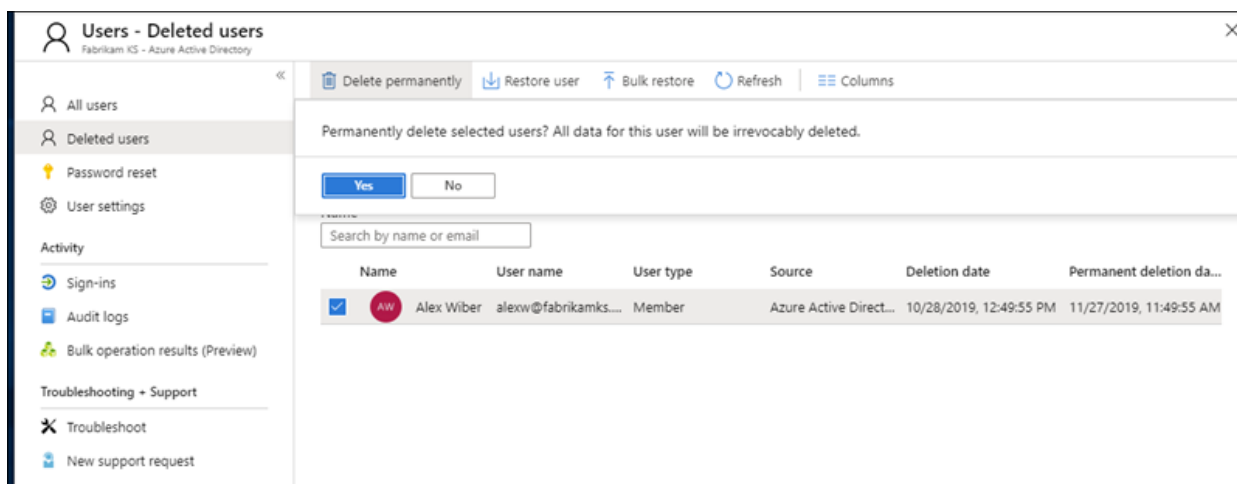 Users - Deleted users
Fabrikam KS - Azure Active Directory
All users
Deleted users
Password reset
User settings
Activity
Sign-ins
Audit logs
Bulk operation results (Preview)
Troubleshooting + Support
Troubleshoot
New support request
Delete permanently Restore user Bulk restore Refresh Columns
Permanently delete selected users? All data for this user will be irrevocably deleted.
Yes No
Name
Search by name or email
Name User name User type Source Deletion date Permanent deletion da...
AW Alex Wiber alexw@fabrikamks.... Member Azure Active Direct... 10/28/2019, 12:49:55 PM 11/27/2019, 11:49:55 AM